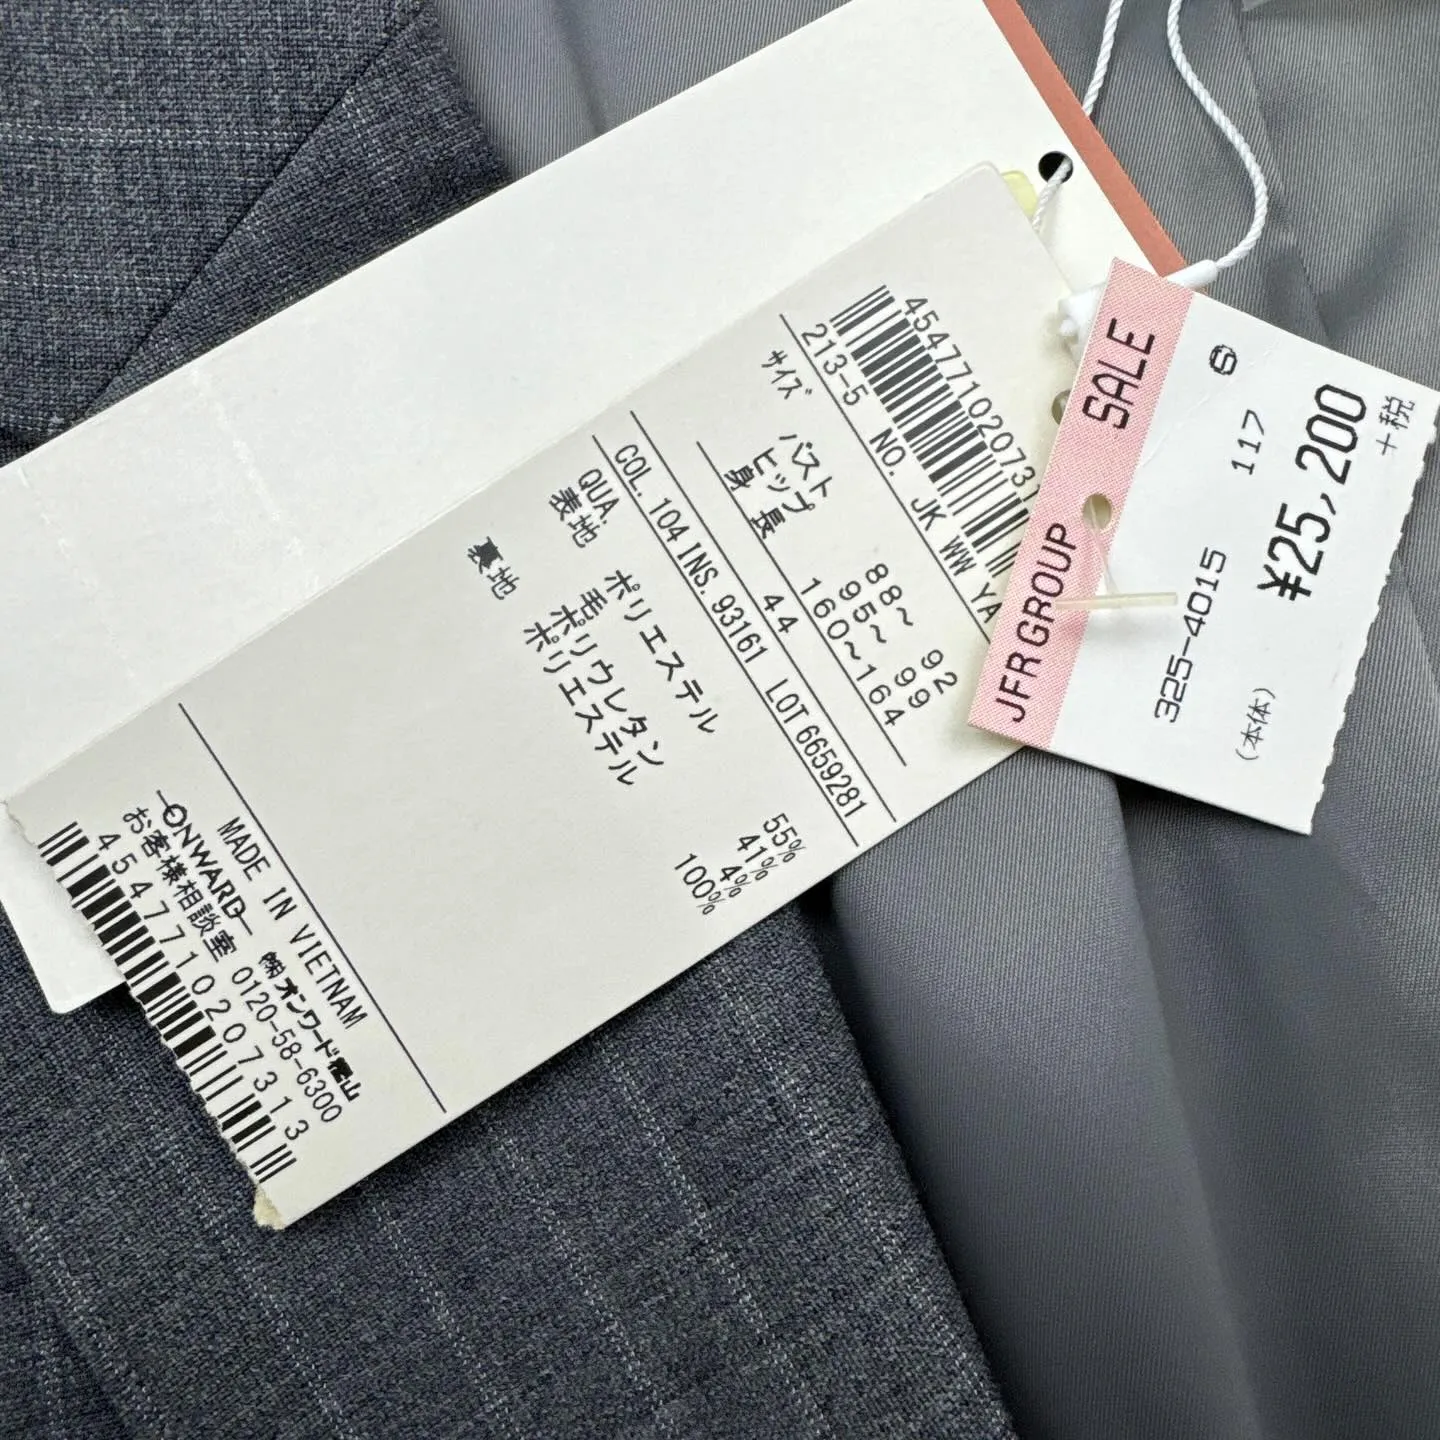 454771020731
213-5 NO. JK WW YA
サイズ
バスト 88～ 92
ヒップ 95～ 99
身 長 160～164
44
COL. 104 INS. 93161 LOT 6659281
QUA.
表地 ポリエステル 55%
毛 41%
ポリウレタン 4%
裏地 ポリエステル 100%
MADE IN VIETNAM
ONWARD ㈱オンワード樫山
お客様相談室 0120-58-6300
4547710207313
JFR GROUP SALE
6
117
325-4015
¥25,200
(本体) +税